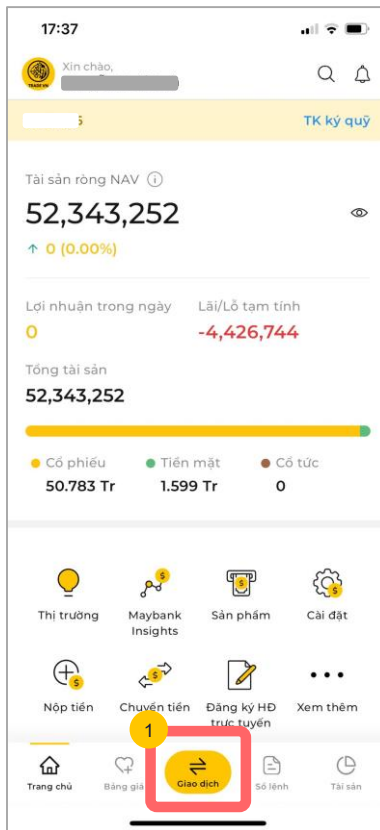 17:37
Xin chào,
TRADE VN
TK ký quỹ
Tài sản ròng NAV
52,343,252
0 (0.00%)
Lợi nhuận trong ngày Lãi/Lỗ tạm tính
0 -4,426,744
Tổng tài sản
52,343,252
Cổ phiếu Tiền mặt Cổ tức
50.783 Tr 1.599 Tr 0
Thị trường Maybank Insights Sản phẩm Cài đặt
Nộp tiền Chuyển tiền Đăng ký HĐ trực tuyến Xem thêm
1
Trang chủ Bảng giá Giao dịch Sổ lệnh Tài sản